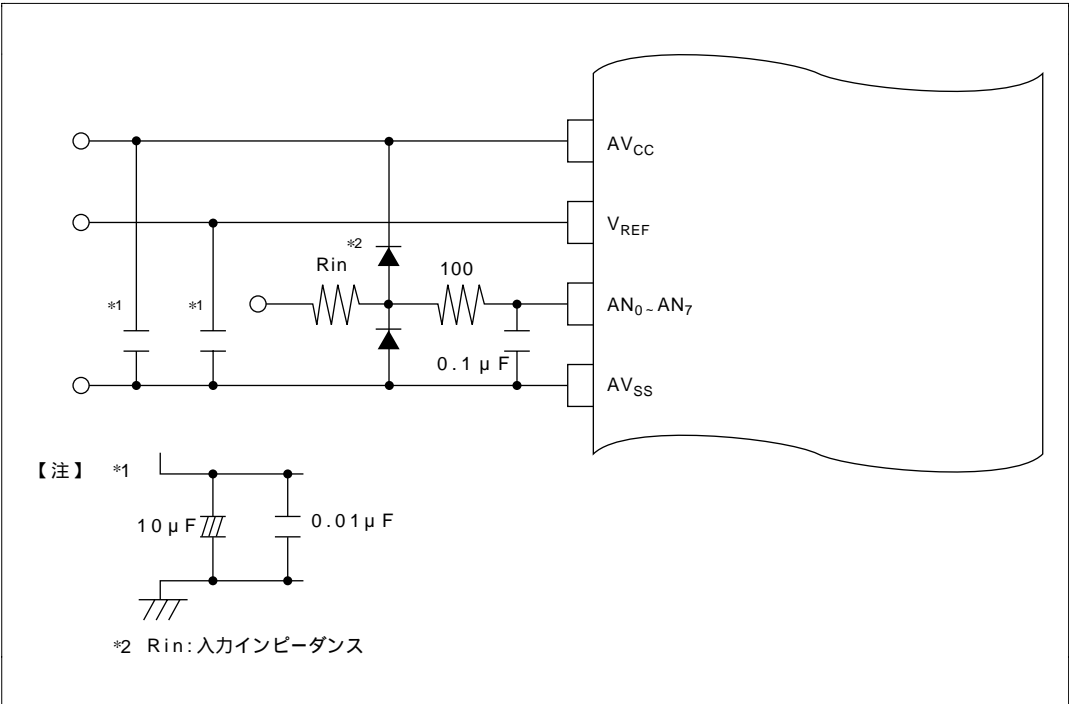 AVCC
VREF
*2
Rin
100
*1
*1
AN0~AN7
0.1μF
AVSS
【注】 *1
10μF
0.01μF
*2 Rin:入力インピーダンス